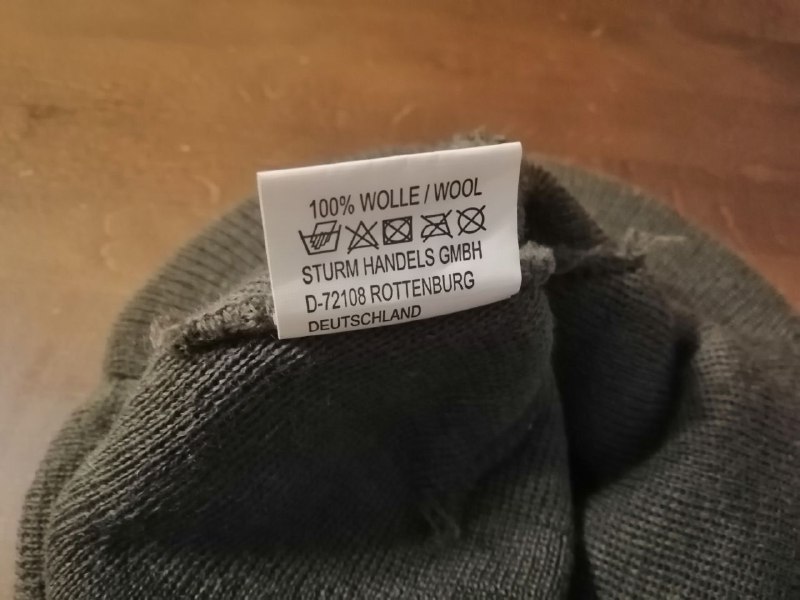 100% WOLLE / WOOL
STURM HANDELS GMBH
D-72108 ROTTENBURG
DEUTSCHLAND